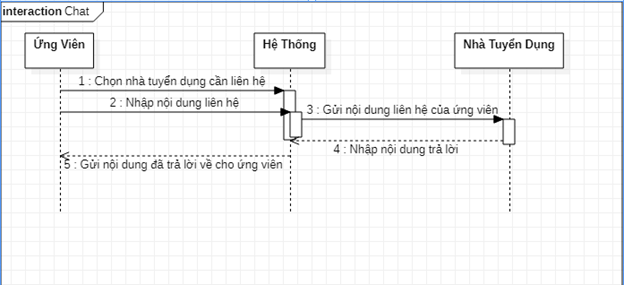 interaction Chat
Ứng Viên
Hệ Thống
Nhà Tuyển Dụng
1 : Chọn nhà tuyển dụng cần liên hệ
2 : Nhập nội dung liên hệ
3 : Gửi nội dung liên hệ của ứng viên
4 : Nhập nội dung trả lời
5 : Gửi nội dung đã trả lời về cho ứng viên